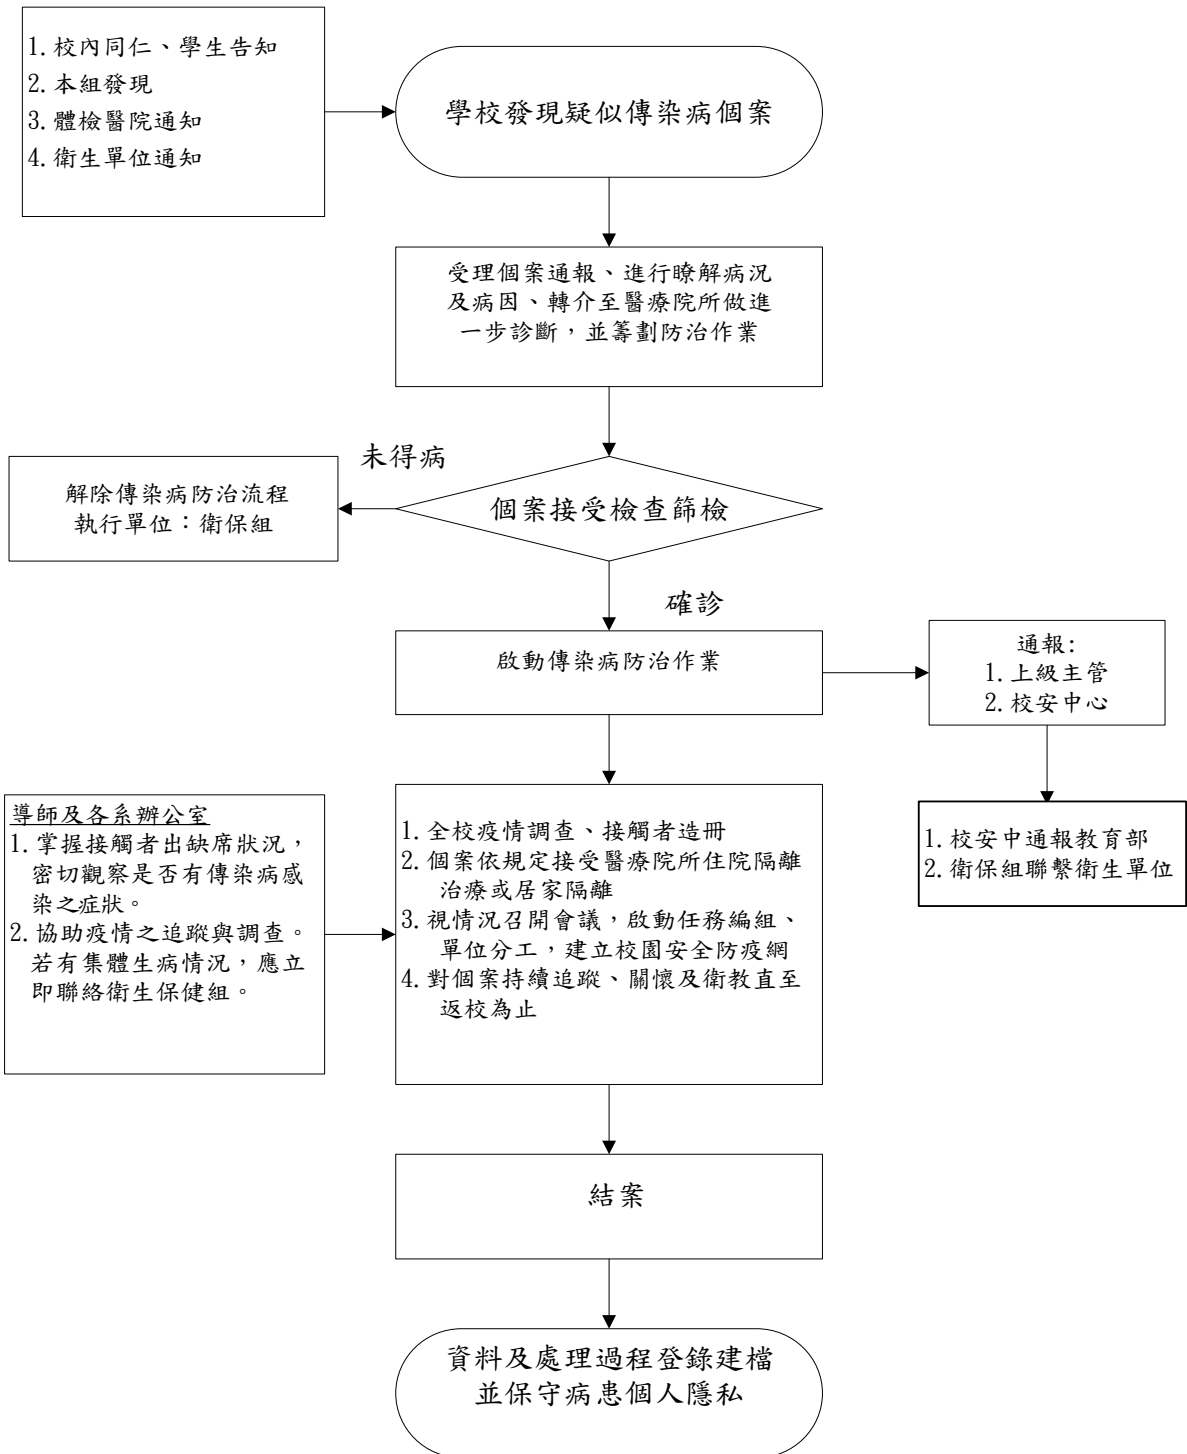 1.校內同仁、學生告知
2.本組發現
3.體檢醫院通知
4.衛生單位通知
學校發現疑似傳染病個案
受理個案通報、進行瞭解病況
及病因、轉介至醫療院所做進
一步診斷，並籌劃防治作業
未得病
解除傳染病防治流程
執行單位：衛保組
個案接受檢查篩檢
確診
啟動傳染病防治作業
通報:
1.上級主管
2.校安中心
1.校安中通報教育部
2.衛保組聯繫衛生單位
導師及各系辦公室
1.掌握接觸者出缺席狀況，
密切觀察是否有傳染病感
染之症狀。
2.協助疫情之追蹤與調查。
若有集體生病情況，應立
即聯絡衛生保健組。
1.全校疫情調查、接觸者造冊
2.個案依規定接受醫療院所住院隔離
治療或居家隔離
3.視情況召開會議，啟動任務編組、
單位分工，建立校園安全防疫網
4.對個案持續追蹤、關懷及衛教直至
返校為止
結案
資料及處理過程登錄建檔
並保守病患個人隱私